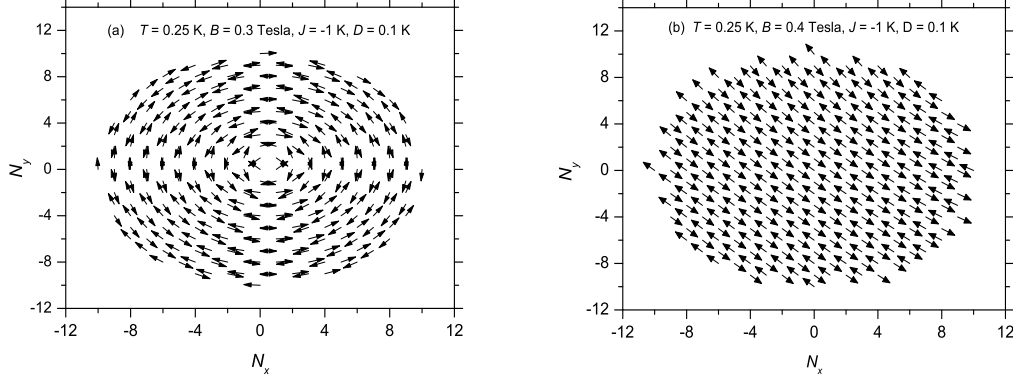 (a) T = 0.25 K, B = 0.3 Tesla, J = -1 K, D = 0.1 K
12
8
4
0
-4
-8
-12
-12 -8 -4 0 4 8 12
Ny
Nx
(b) T = 0.25 K, B = 0.4 Tesla, J = -1 K, D = 0.1 K
12
8
4
0
-4
-8
-12
-12 -8 -4 0 4 8 12
Ny
Nx